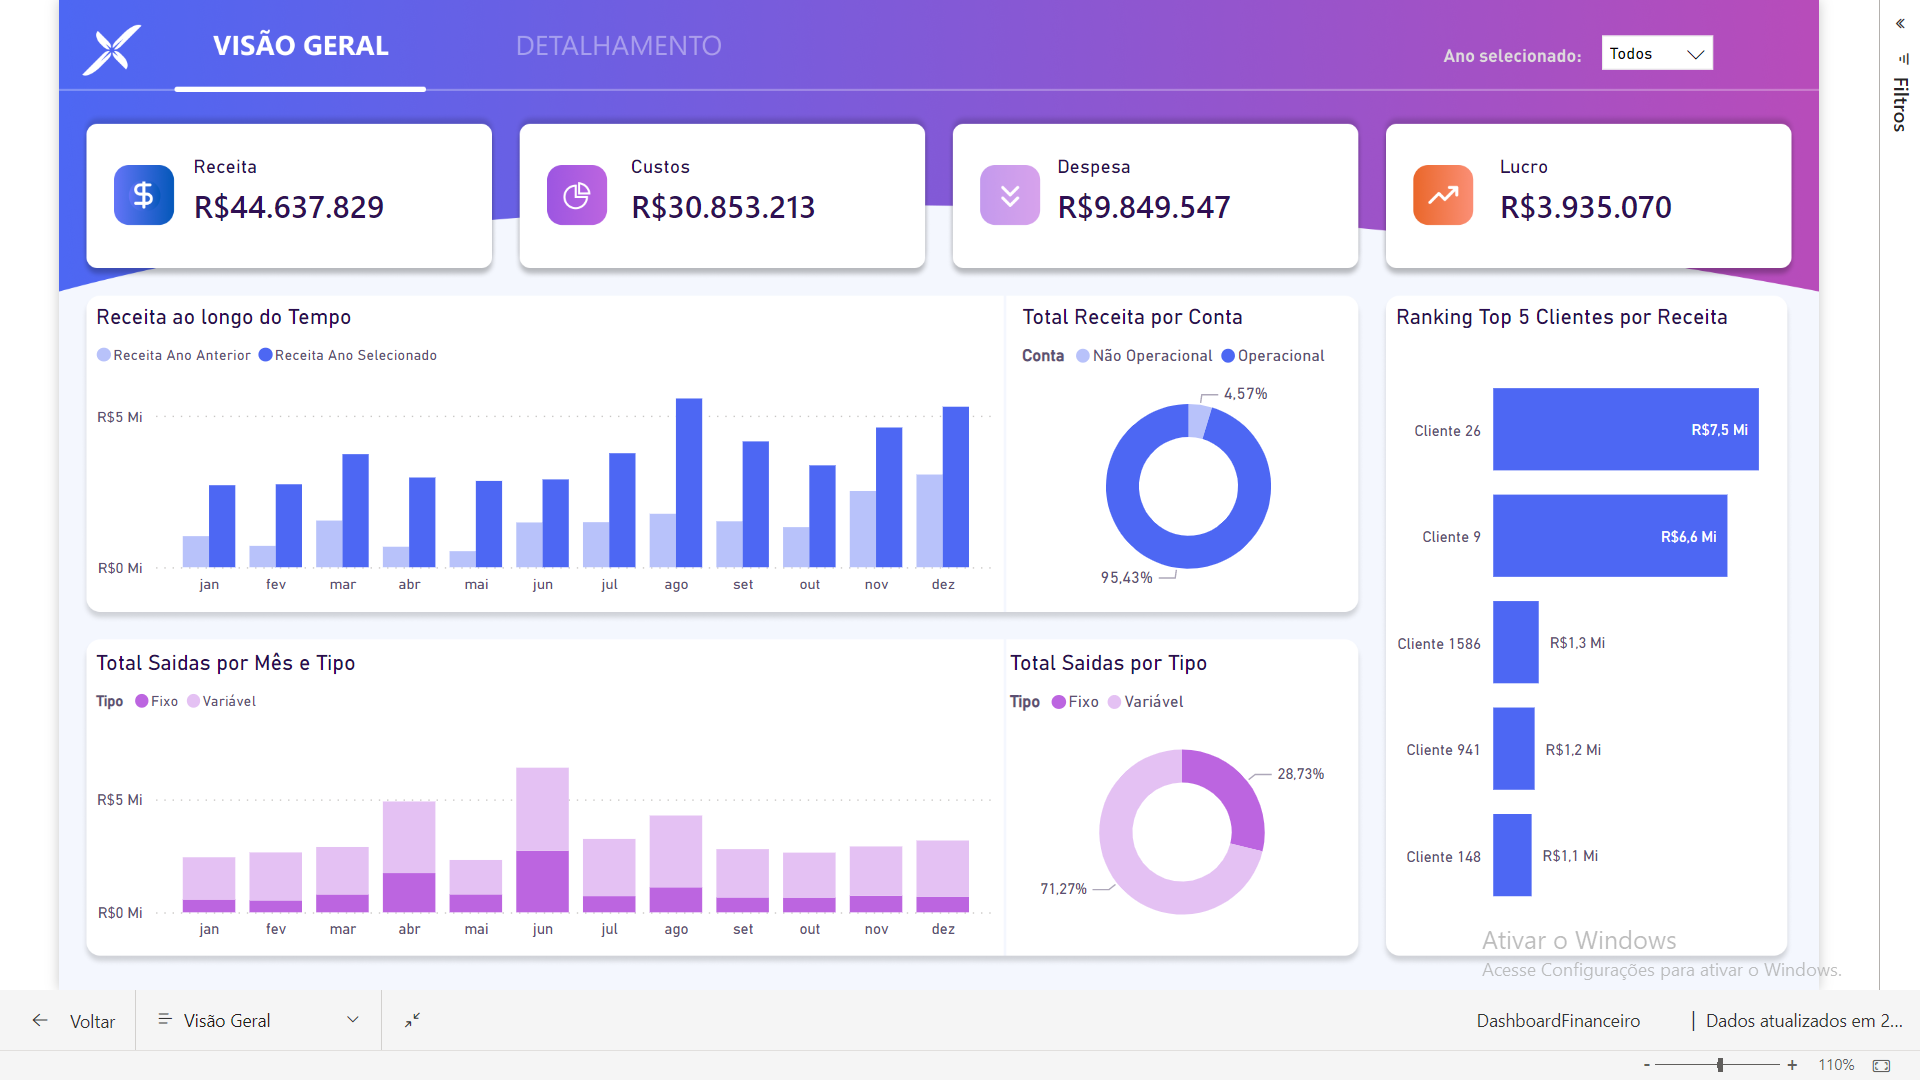 VISÃO GERAL
DETALHAMENTO
Ano selecionado:
Todos
«
Filtros
Receita
R$44.637.829
Custos
R$30.853.213
Despesa
R$9.849.547
Lucro
R$3.935.070
Receita ao longo do Tempo
Receita Ano Anterior Receita Ano Selecionado
R$5 Mi
R$0 Mi
jan fev mar abr mai jun jul ago set out nov dez
Total Receita por Conta
Conta Não Operacional Operacional
4,57%
95,43%
Ranking Top 5 Clientes por Receita
Cliente 26 R$7,5 Mi
Cliente 9 R$6,6 Mi
Cliente 1586 R$1,3 Mi
Cliente 941 R$1,2 Mi
Cliente 148 R$1,1 Mi
Total Saidas por Mês e Tipo
Tipo Fixo Variável
R$5 Mi
R$0 Mi
jan fev mar abr mai jun jul ago set out nov dez
Total Saidas por Tipo
Tipo Fixo Variável
28,73%
71,27%
Ativar o Windows
Acesse Configurações para ativar o Windows.
Voltar
Visão Geral
DashboardFinanceiro | Dados atualizados em 2...
- + 110%